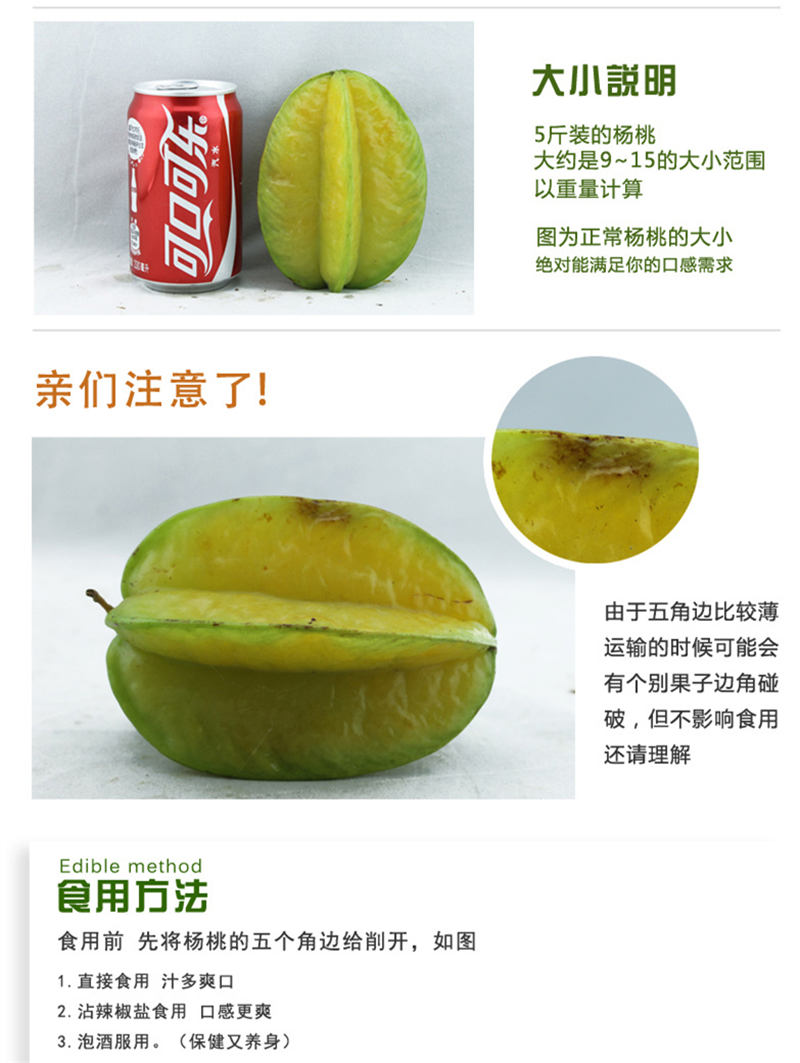 大小説明
5斤装的杨桃
大约是9~15的大小范围
以重量计算
图为正常杨桃的大小
绝对能满足你的口感需求
可口可乐
汽水
亲们注意了!
由于五角边比较薄
运输的时候可能会
有个别果子边角碰
破，但不影响食用
还请理解
Edible method
食用方法
食用前 先将杨桃的五个角边给削开，如图
1.直接食用 汁多爽口
2.沾辣椒盐食用 口感更爽
3.泡酒服用。（保健又养身）